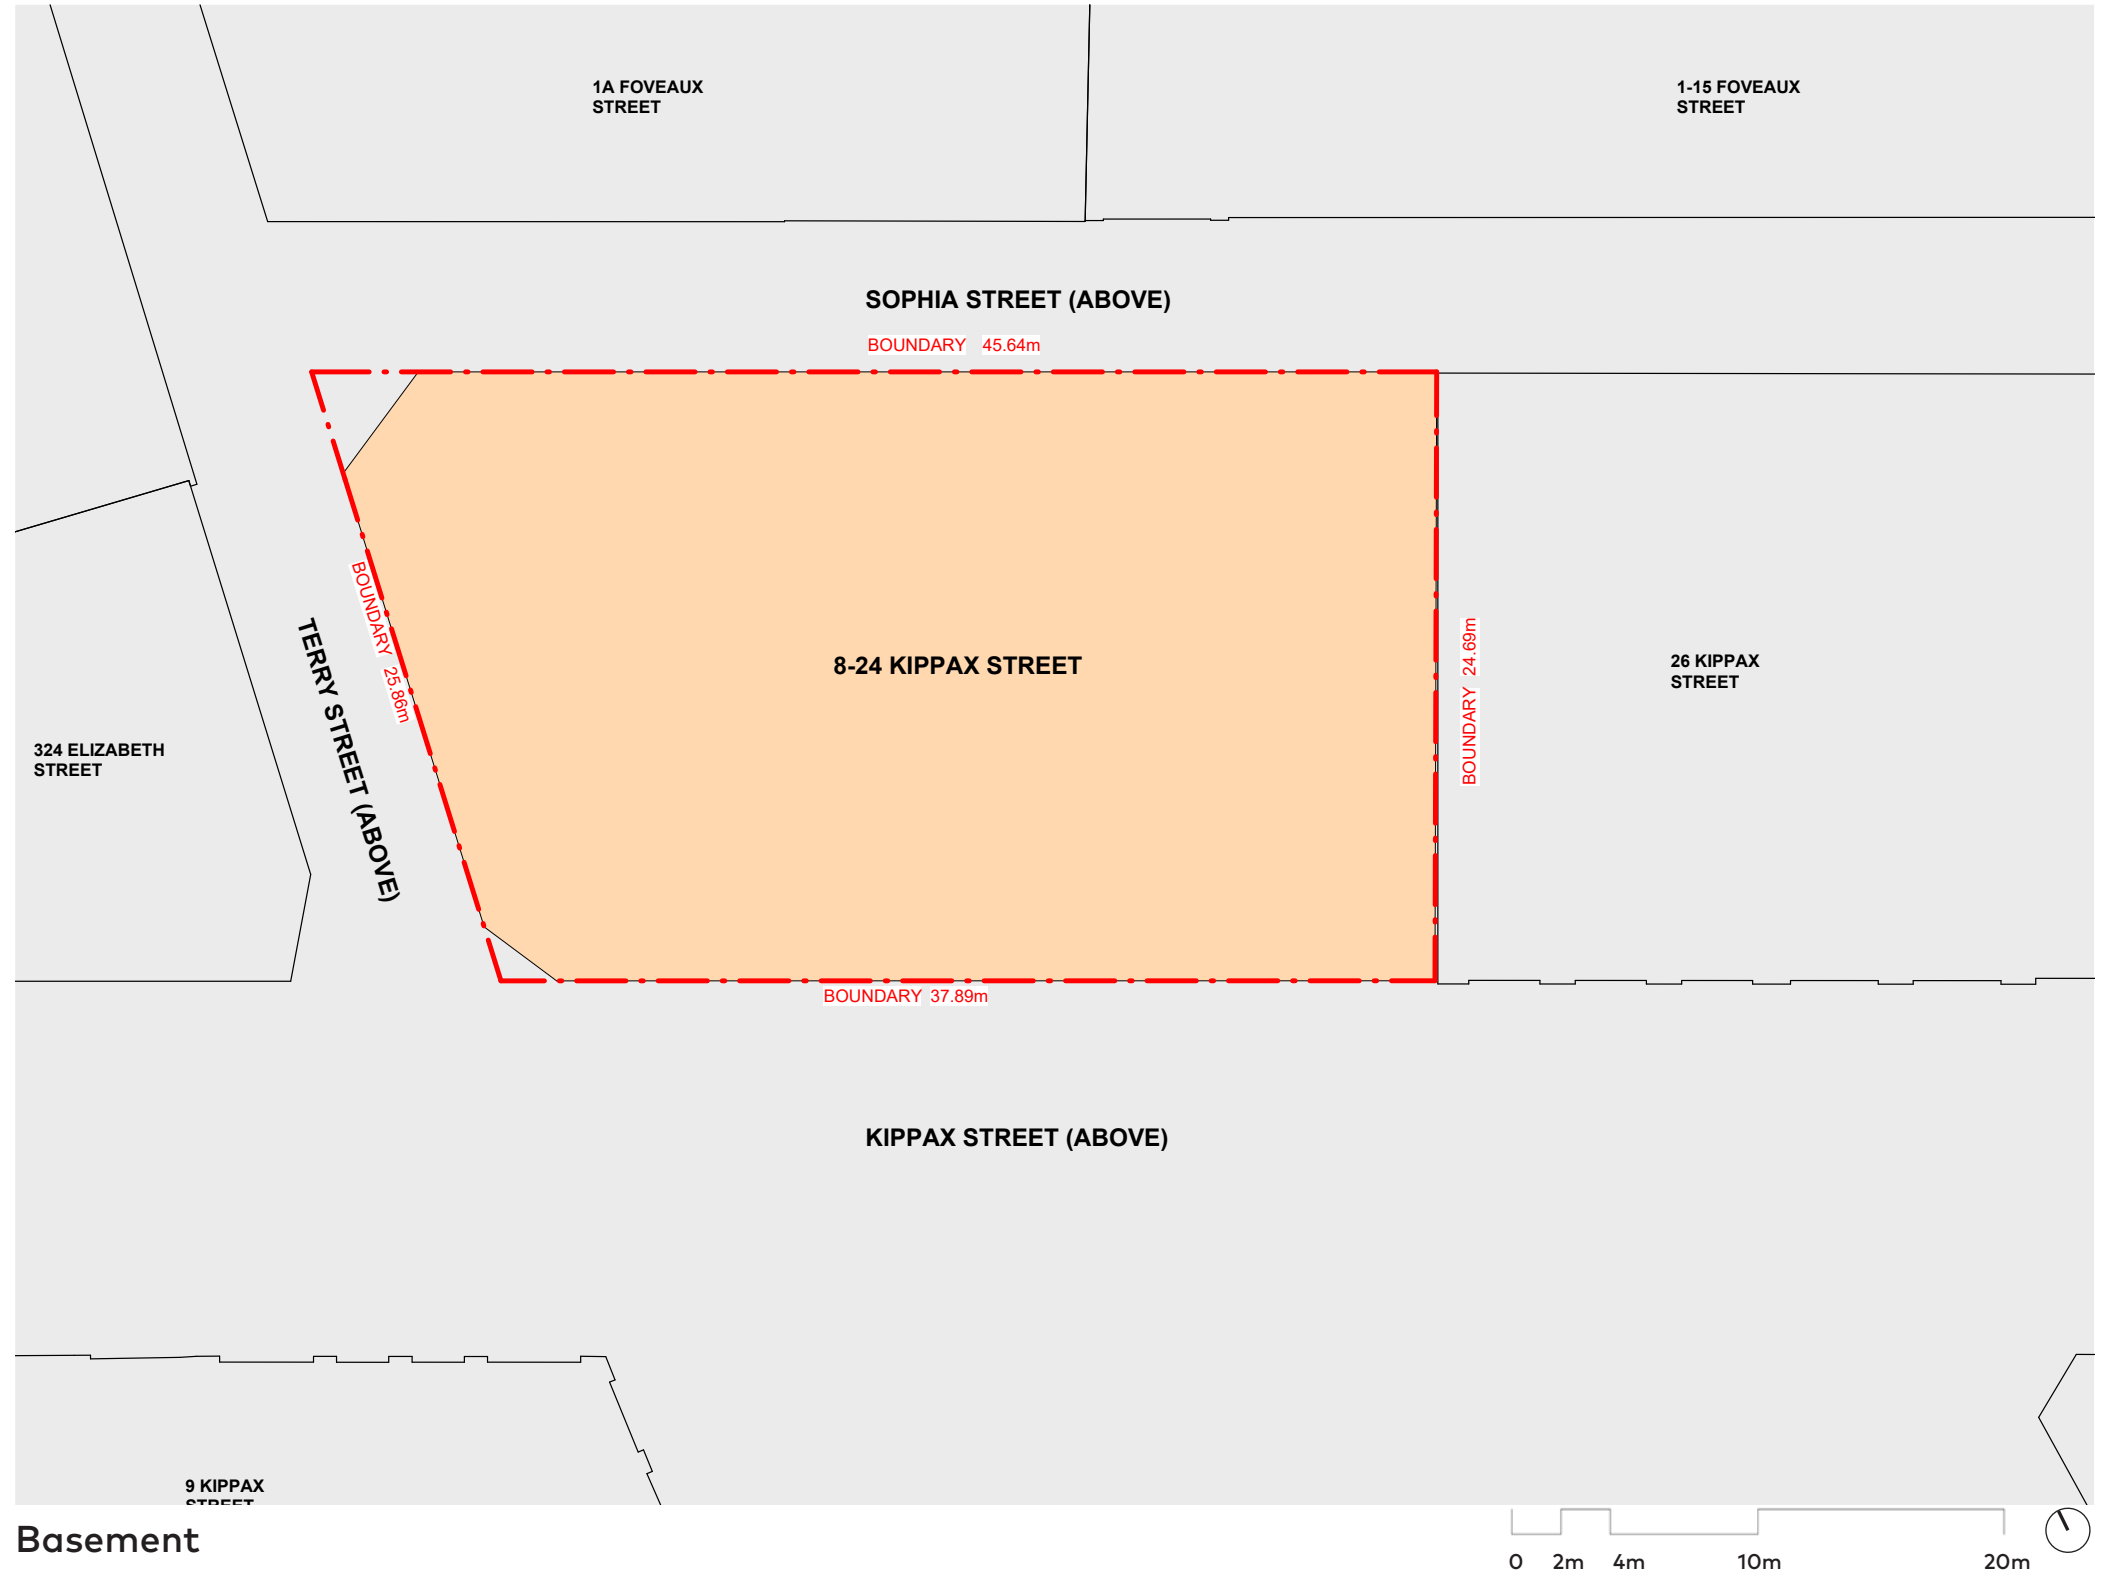 1A FOVEAUX
STREET
1-15 FOVEAUX
STREET
SOPHIA STREET (ABOVE)
BOUNDARY 45.64m
BOUNDARY 25.86m
TERRY STREET (ABOVE)
8-24 KIPPAX STREET
BOUNDARY 24.69m
26 KIPPAX
STREET
324 ELIZABETH
STREET
BOUNDARY 37.89m
KIPPAX STREET (ABOVE)
9 KIPPAX
STREET
Basement
0 2m 4m 10m 20m